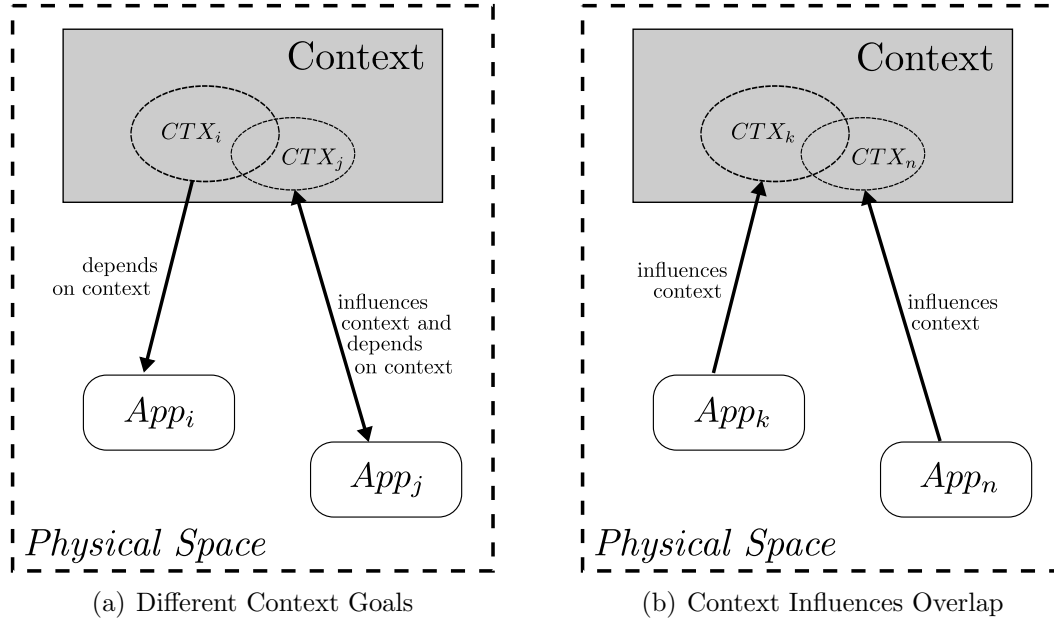 Context
CTX_i
CTX_j
depends
on context
influences
context and
depends
on context
App_i
App_j
Physical Space
(a) Different Context Goals
Context
CTX_k
CTX_n
influences
context
influences
context
App_k
App_n
Physical Space
(b) Context Influences Overlap